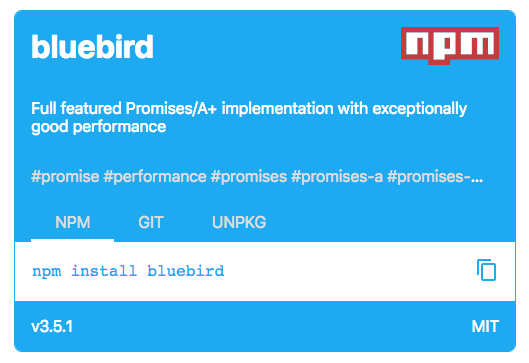 bluebird
npm
Full featured Promises/A+ implementation with exceptionally
good performance
#promise #performance #promises #promises-a #promises-...
NPM GIT UNPKG
npm install bluebird
v3.5.1 MIT